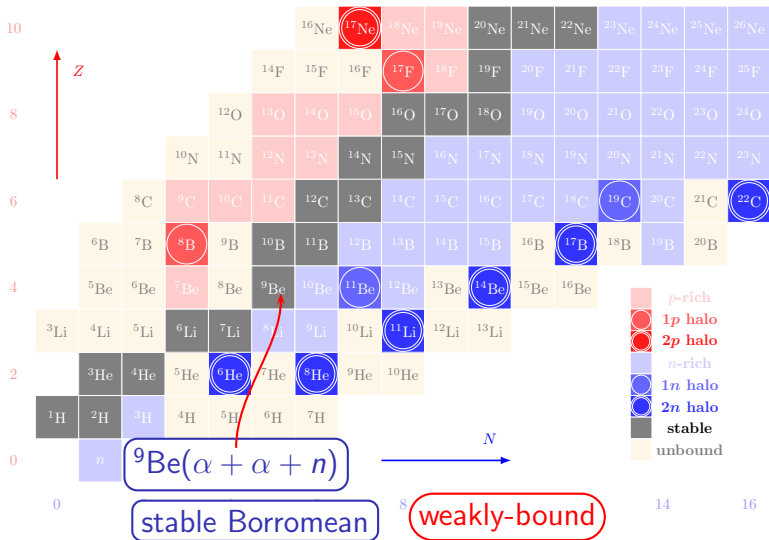 10 ¹⁶Ne ¹⁷Ne ¹⁸Ne ¹⁹Ne ²⁰Ne ²¹Ne ²²Ne ²³Ne ²⁴Ne ²⁵Ne ²⁶Ne
Z ¹⁴F ¹⁵F ¹⁶F ¹⁷F ¹⁸F ¹⁹F ²⁰F ²¹F ²²F ²³F ²⁴F ²⁵F
8 ¹²O ¹³O ¹⁴O ¹⁵O ¹⁶O ¹⁷O ¹⁸O ¹⁹O ²⁰O ²¹O ²²O ²³O ²⁴O
¹⁰N ¹¹N ¹²N ¹³N ¹⁴N ¹⁵N ¹⁶N ¹⁷N ¹⁸N ¹⁹N ²⁰N ²¹N ²²N ²³N
6 ⁸C ⁹C ¹⁰C ¹¹C ¹²C ¹³C ¹⁴C ¹⁵C ¹⁶C ¹⁷C ¹⁸C ¹⁹C ²⁰C ²¹C ²²C
⁶B ⁷B ⁸B ⁹B ¹⁰B ¹¹B ¹²B ¹³B ¹⁴B ¹⁵B ¹⁶B ¹⁷B ¹⁸B ¹⁹B ²⁰B
4 ⁵Be ⁶Be ⁷Be ⁸Be ⁹Be ¹⁰Be ¹¹Be ¹²Be ¹³Be ¹⁴Be ¹⁵Be ¹⁶Be
³Li ⁴Li ⁵Li ⁶Li ⁷Li ⁸Li ⁹Li ¹⁰Li ¹¹Li ¹²Li ¹³Li
2 ³He ⁴He ⁵He ⁶He ⁷He ⁸He ⁹He ¹⁰He
¹H ²H ³H ⁴H ⁵H ⁶H ⁷H
0 n
⁹Be(α + α + n)
N
p-rich
1p halo
2p halo
n-rich
1n halo
2n halo
stable
unbound
0 8 14 16
stable Borromean
weakly-bound